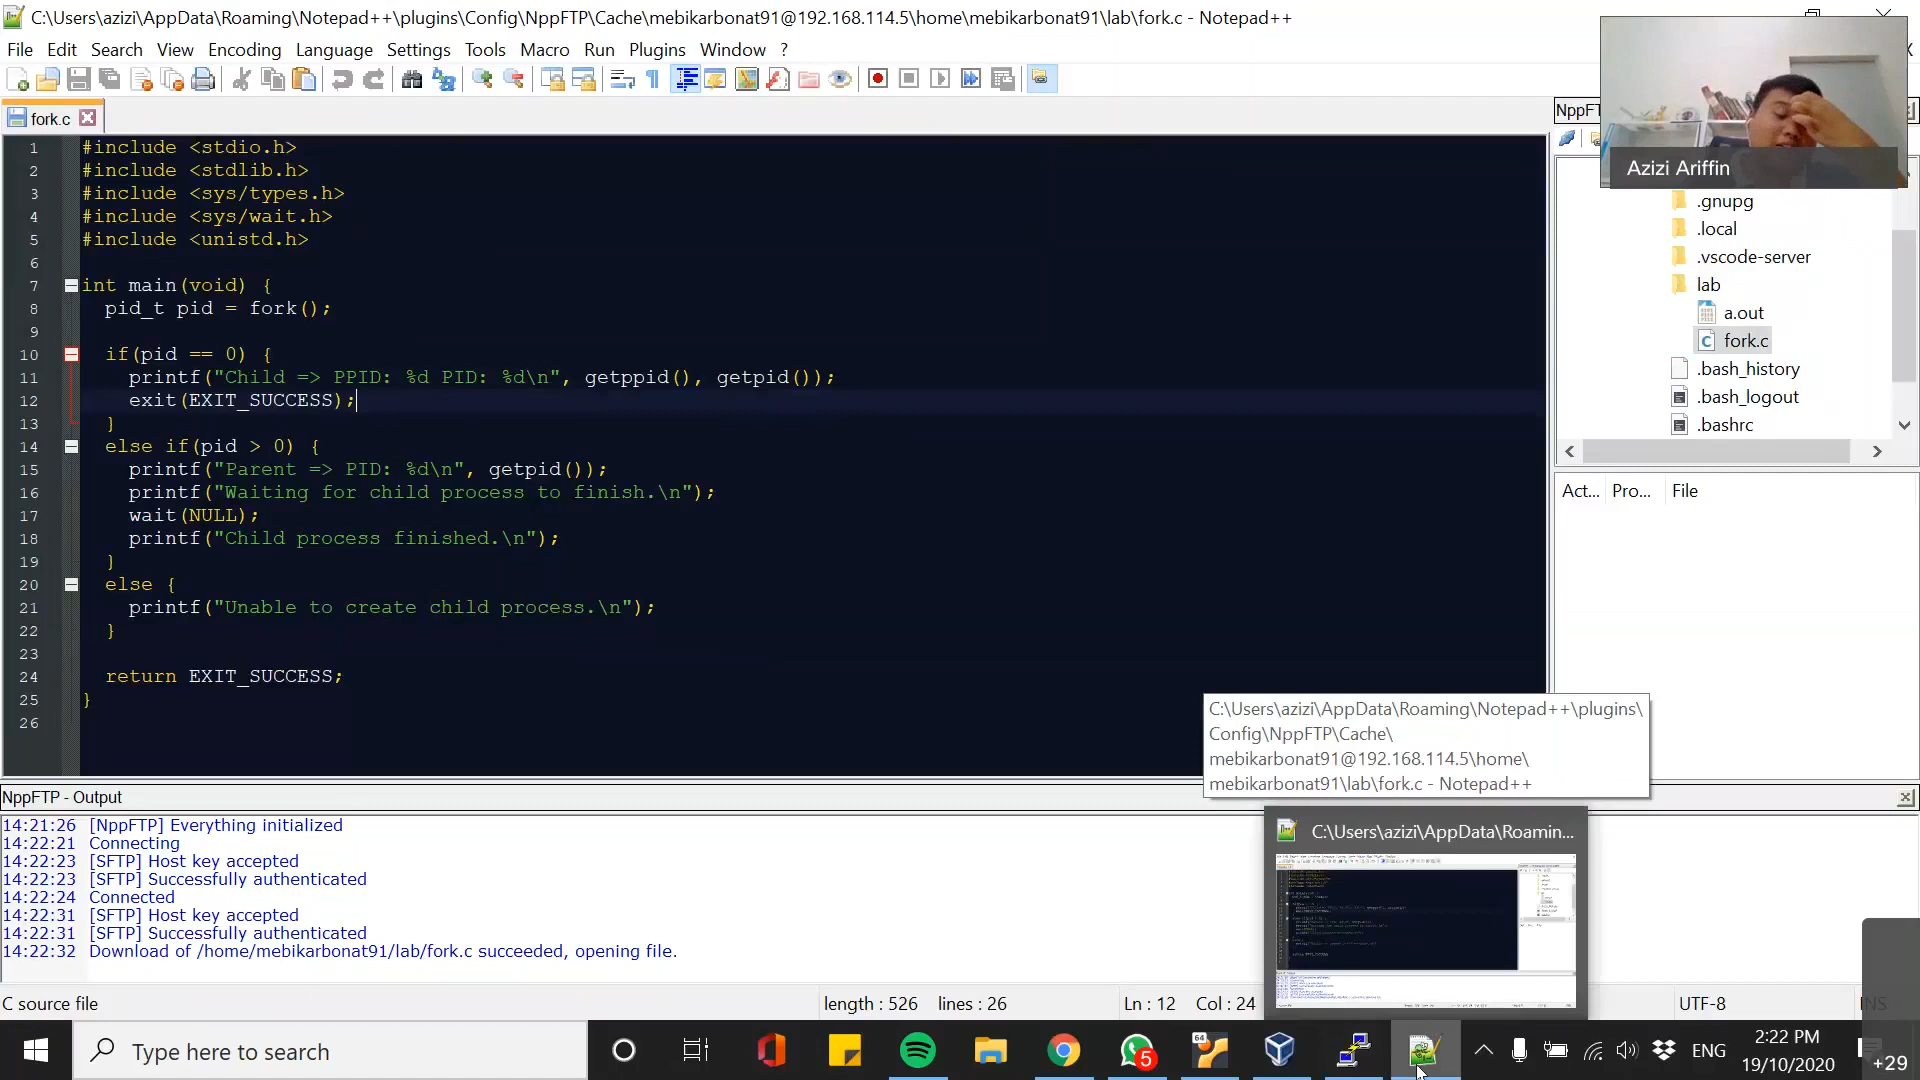 C:\Users\azizi\AppData\Roaming\Notepad++\plugins\Config\NppFTP\Cache\mebikarbonat91@192.168.114.5\home\mebikarbonat91\lab\fork.c - Notepad++
File Edit Search View Encoding Language Settings Tools Macro Run Plugins Window ?
fork.c
1 #include <stdio.h>
2 #include <stdlib.h>
3 #include <sys/types.h>
4 #include <sys/wait.h>
5 #include <unistd.h>
6
7 int main(void) {
8 pid_t pid = fork();
9
10 if(pid == 0) {
11 printf("Child => PPID: %d PID: %d\n", getppid(), getpid());
12 exit(EXIT_SUCCESS);
13 }
14 else if(pid > 0) {
15 printf("Parent => PID: %d\n", getpid());
16 printf("Waiting for child process to finish.\n");
17 wait(NULL);
18 printf("Child process finished.\n");
19 }
20 else {
21 printf("Unable to create child process.\n");
22 }
23
24 return EXIT_SUCCESS;
25 }
26
Azizi Ariffin
.gnupg
.local
.vscode-server
lab
a.out
fork.c
.bash_history
.bash_logout
.bashrc
Act... Pro... File
C:\Users\azizi\AppData\Roaming\Notepad++\plugins\
Config\NppFTP\Cache\
mebikarbonat91@192.168.114.5\home\
mebikarbonat91\lab\fork.c - Notepad++
NppFTP - Output
14:21:26 [NppFTP] Everything initialized
14:22:21 Connecting
14:22:23 [SFTP] Host key accepted
14:22:23 [SFTP] Successfully authenticated
14:22:24 Connected
14:22:31 [SFTP] Host key accepted
14:22:31 [SFTP] Successfully authenticated
14:22:32 Download of /home/mebikarbonat91/lab/fork.c succeeded, opening file.
C:\Users\azizi\AppData\Roamin...
C source file length : 526 lines : 26 Ln : 12 Col : 24 UTF-8 INS
Type here to search
5
64
ENG
2:22 PM
19/10/2020
+29